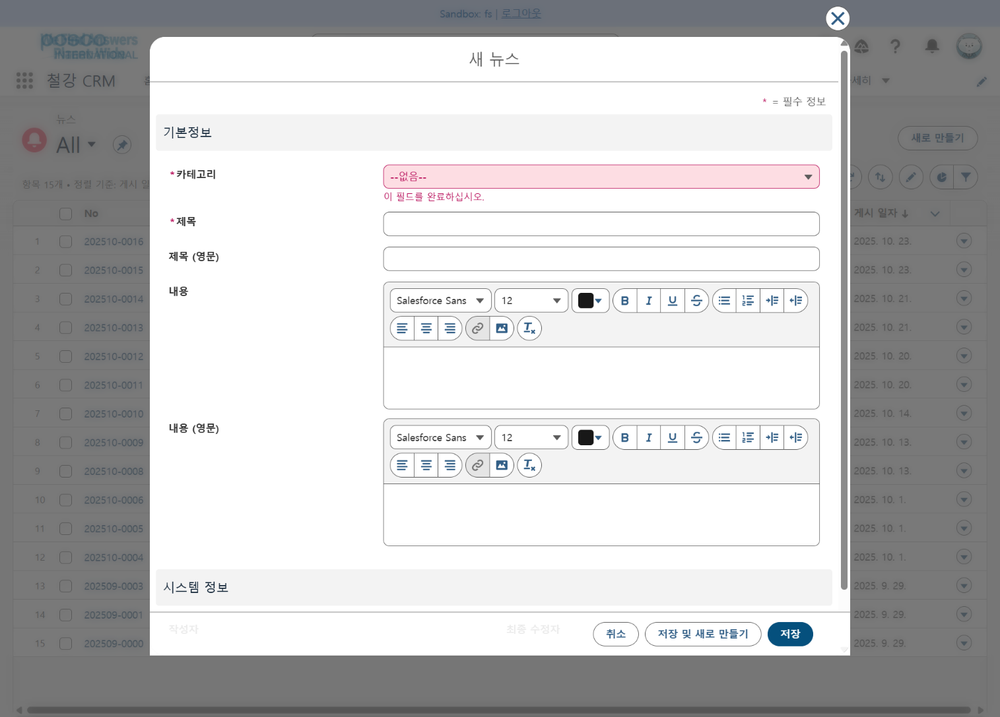 Sandbox: fs | 로그아웃
철강 CRM
새 뉴스
* = 필수 정보
뉴스
All
새로 만들기
기본정보
항목 15개 • 정렬 기준: 게시 일
*카테고리
--없음--
이 필드를 완료하십시오.
*제목
제목 (영문)
내용
Salesforce Sans
12
내용 (영문)
Salesforce Sans
12
시스템 정보
작성자
최종 수정자
취소
저장 및 새로 만들기
저장
No
게시 일자
1 202510-0016 2025. 10. 23.
2 202510-0015 2025. 10. 23.
3 202510-0014 2025. 10. 21.
4 202510-0013 2025. 10. 21.
5 202510-0012 2025. 10. 20.
6 202510-0011 2025. 10. 20.
7 202510-0010 2025. 10. 14.
8 202510-0009 2025. 10. 13.
9 202510-0008 2025. 10. 13.
10 202510-0006 2025. 10. 1.
11 202510-0005 2025. 10. 1.
12 202510-0004 2025. 10. 1.
13 202509-0003 2025. 9. 29.
14 202509-0001 2025. 9. 29.
15 202509-0000 2025. 9. 29.